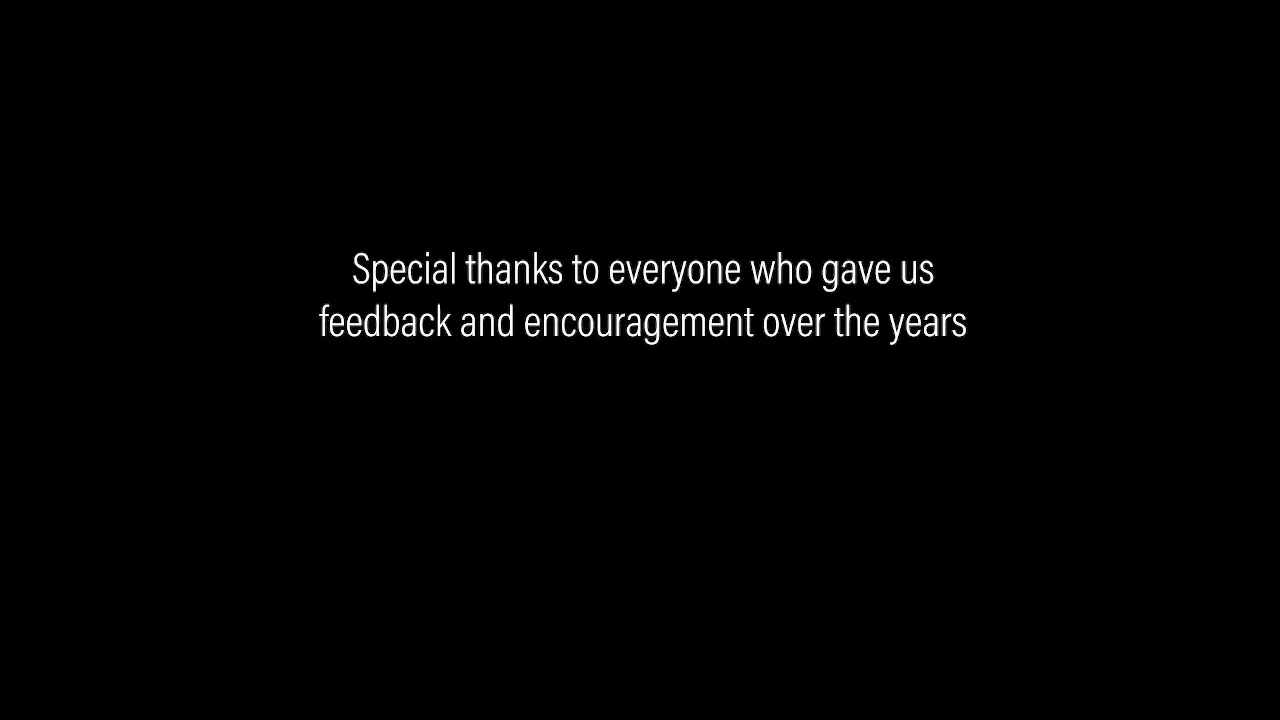 Special thanks to everyone who gave us
feedback and encouragement over the years